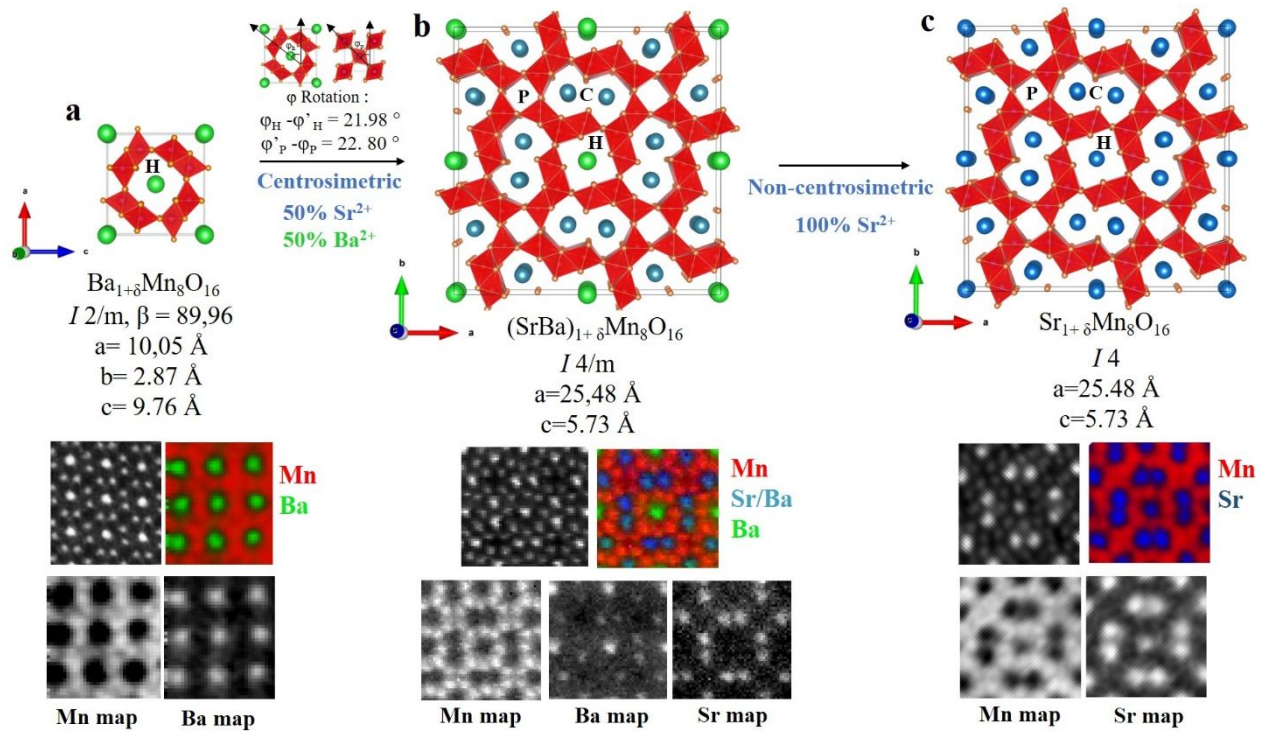 a
H
a
b
c
Ba1+δMn8O16
I 2/m, β = 89,96
a= 10,05 Å
b= 2.87 Å
c= 9.76 Å
Mn
Ba
Mn map
Ba map
φ Rotation :
φH -φ'H = 21.98 °
φ'P -φP = 22. 80 °
Centrosimetric
50% Sr2+
50% Ba2+
b
P
C
H
b
a
(SrBa)1+ δMn8O16
I 4/m
a=25,48 Å
c=5.73 Å
Mn
Sr/Ba
Ba
Mn map
Ba map
Sr map
Non-centrosimetric
100% Sr2+
c
P
C
H
b
a
Sr1+ δMn8O16
I 4
a=25.48 Å
c=5.73 Å
Mn
Sr
Mn map
Sr map